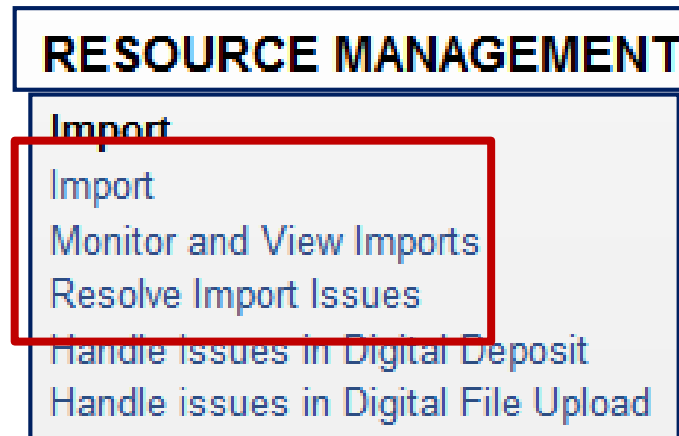 RESOURCE MANAGEMENT
Import
Import
Monitor and View Imports
Resolve Import Issues
Handle issues in Digital Deposit
Handle issues in Digital File Upload